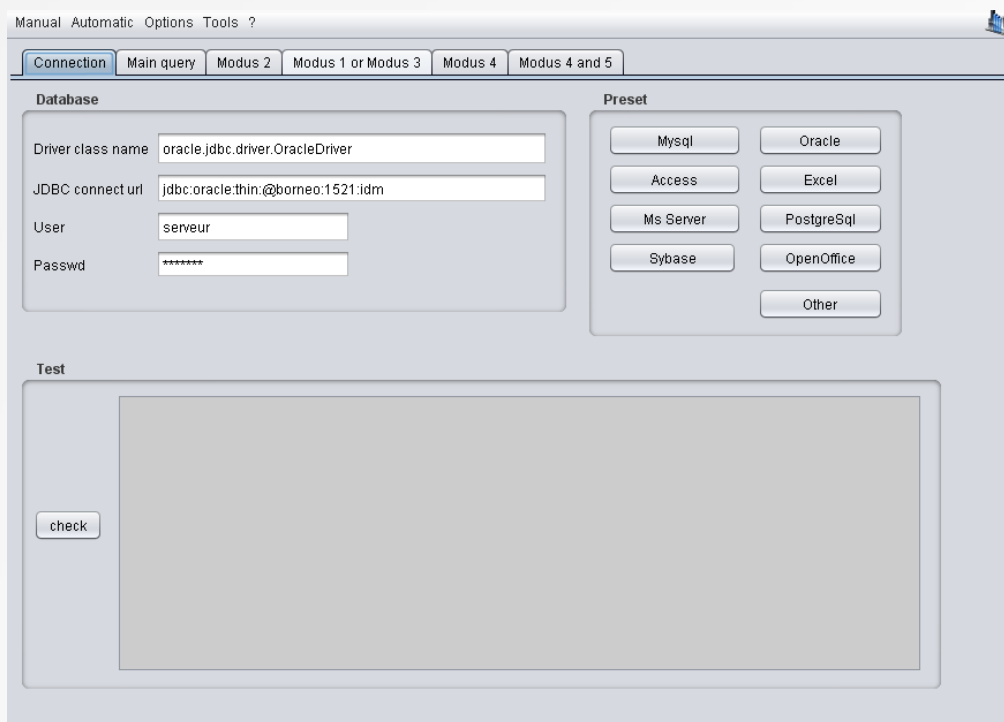 Manual Automatic Options Tools ?
Connection Main query Modus 2 Modus 1 or Modus 3 Modus 4 Modus 4 and 5
Database
Driver class name oracle.jdbc.driver.OracleDriver
JDBC connect url jdbc:oracle:thin:@borneo:1521:idm
User serveur
Passwd *******
Preset
Mysql Oracle
Access Excel
Ms Server PostgreSql
Sybase OpenOffice
Other
Test
check